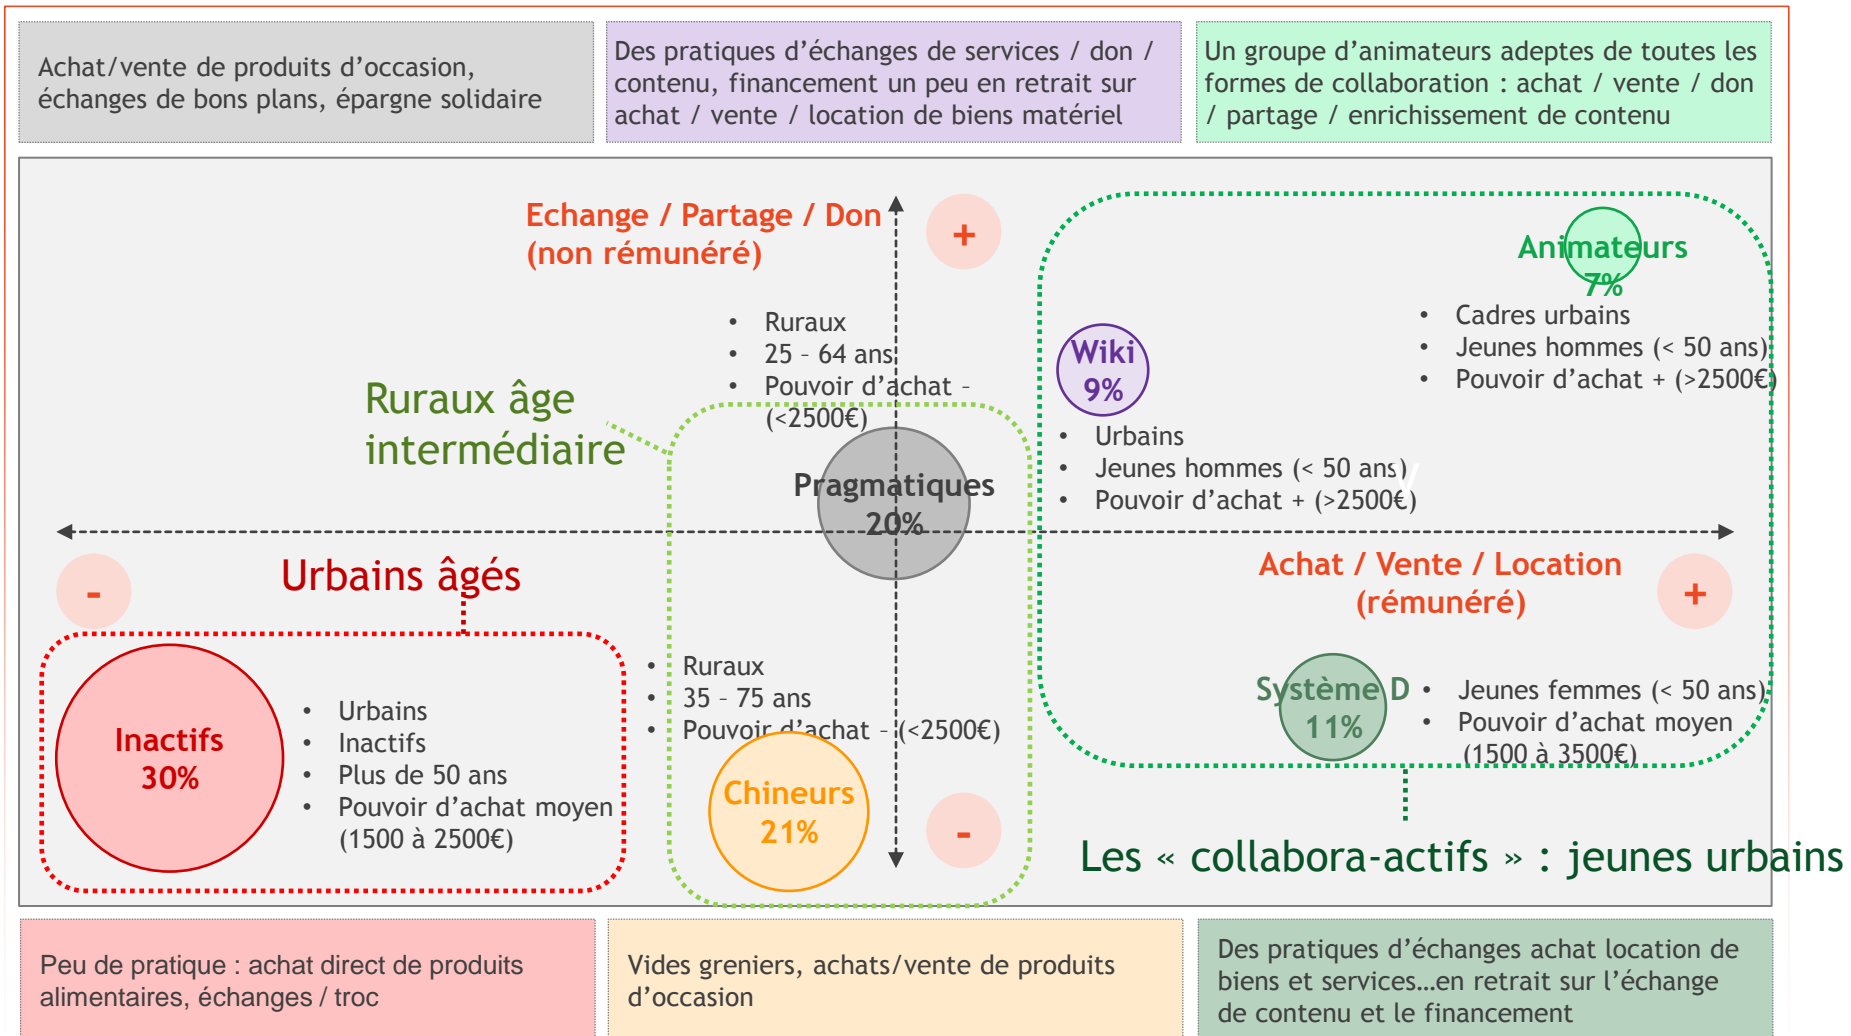 Achat/vente de produits d’occasion,
échanges de bons plans, épargne solidaire
Des pratiques d’échanges de services / don /
contenu, financement un peu en retrait sur
achat / vente / location de biens matériel
Un groupe d’animateurs adeptes de toutes les
formes de collaboration : achat / vente / don
/ partage / enrichissement de contenu
Echange / Partage / Don
(non rémunéré)
+
Animateurs
7%
• Cadres urbains
• Jeunes hommes (< 50 ans)
• Pouvoir d’achat + (>2500€)
• Ruraux
• 25 – 64 ans
• Pouvoir d’achat –
(<2500€)
Wiki
9%
• Urbains
• Jeunes hommes (< 50 ans)
• Pouvoir d’achat + (>2500€)
Ruraux âge
intermédiaire
Pragmatiques
20%
-
Urbains âgés
Achat / Vente / Location
(rémunéré)
+
Inactifs
30%
• Urbains
• Inactifs
• Plus de 50 ans
• Pouvoir d’achat moyen
(1500 à 2500€)
• Ruraux
• 35 – 75 ans
• Pouvoir d’achat – (<2500€)
Chineurs
21%
-
Système D
11%
• Jeunes femmes (< 50 ans)
• Pouvoir d’achat moyen
(1500 à 3500€)
Les « collabora-actifs » : jeunes urbains
Peu de pratique : achat direct de produits
alimentaires, échanges / troc
Vides greniers, achats/vente de produits
d’occasion
Des pratiques d’échanges achat location de
biens et services…en retrait sur l’échange
de contenu et le financement